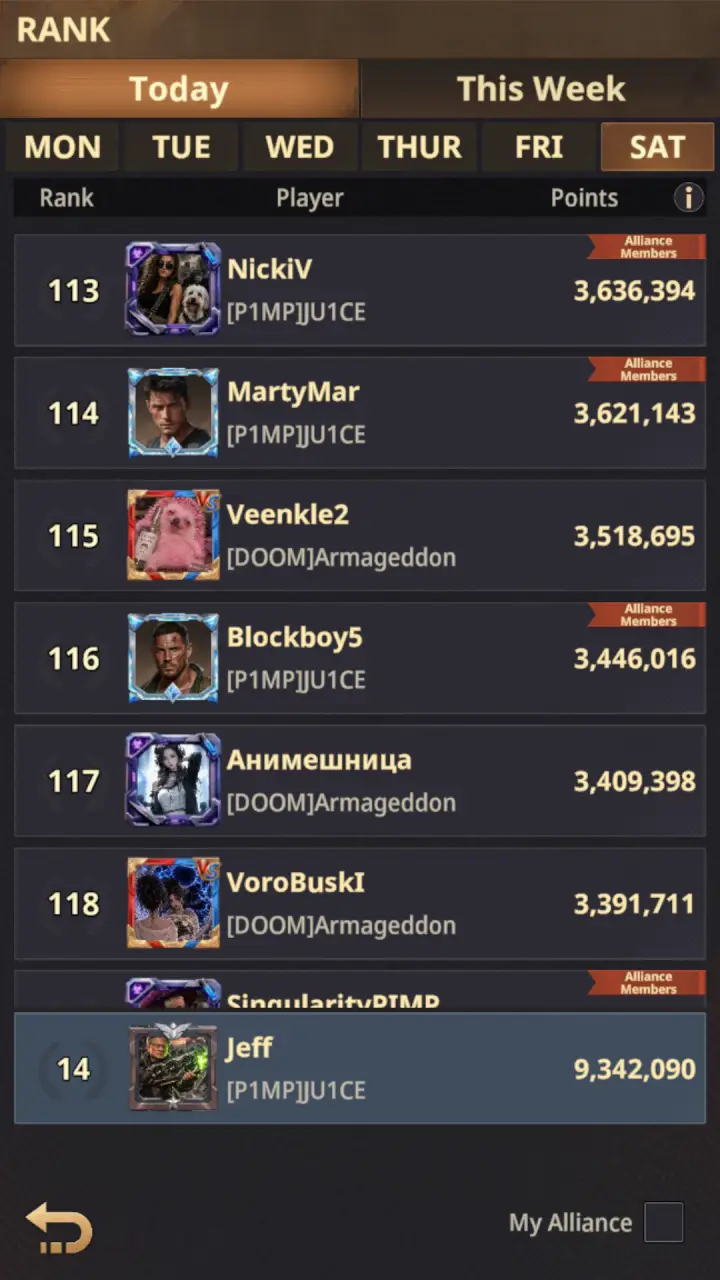 RANK
Today
This Week
MON TUE WED THUR FRI SAT
Rank Player Points i
Alliance
Members
113 NickiV 3,636,394
[P1MP]JU1CE
Alliance
Members
114 MartyMar 3,621,143
[P1MP]JU1CE
VS
115 Veenkle2 3,518,695
[DOOM]Armageddon
Alliance
Members
116 Blockboy5 3,446,016
[P1MP]JU1CE
117 Анимешница 3,409,398
[DOOM]Armageddon
VS
118 VoroBuskI 3,391,711
[DOOM]Armageddon
Alliance
Members
SingularityPIMP
14 Jeff 9,342,090
[P1MP]JU1CE
My Alliance